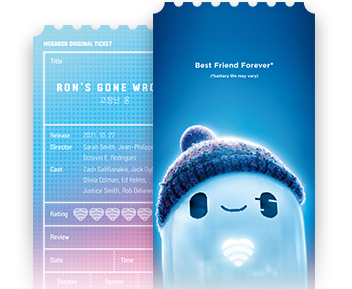 MEGABOX ORIGINAL TICKET
Title
RON'S GONE WRO
고장난 론
Release 2021. 10. 27
Director Sarah Smith, Jean-Philippe
Octavio E. Rodriguez
Cast Zach Galifianakis, Jack Dyl
Olivia Colman, Ed Helms,
Justice Smith, Rob Delaney
Rating
Review
Date
Time
Theater
Screen
Best Friend Forever*
(*battery life may vary)